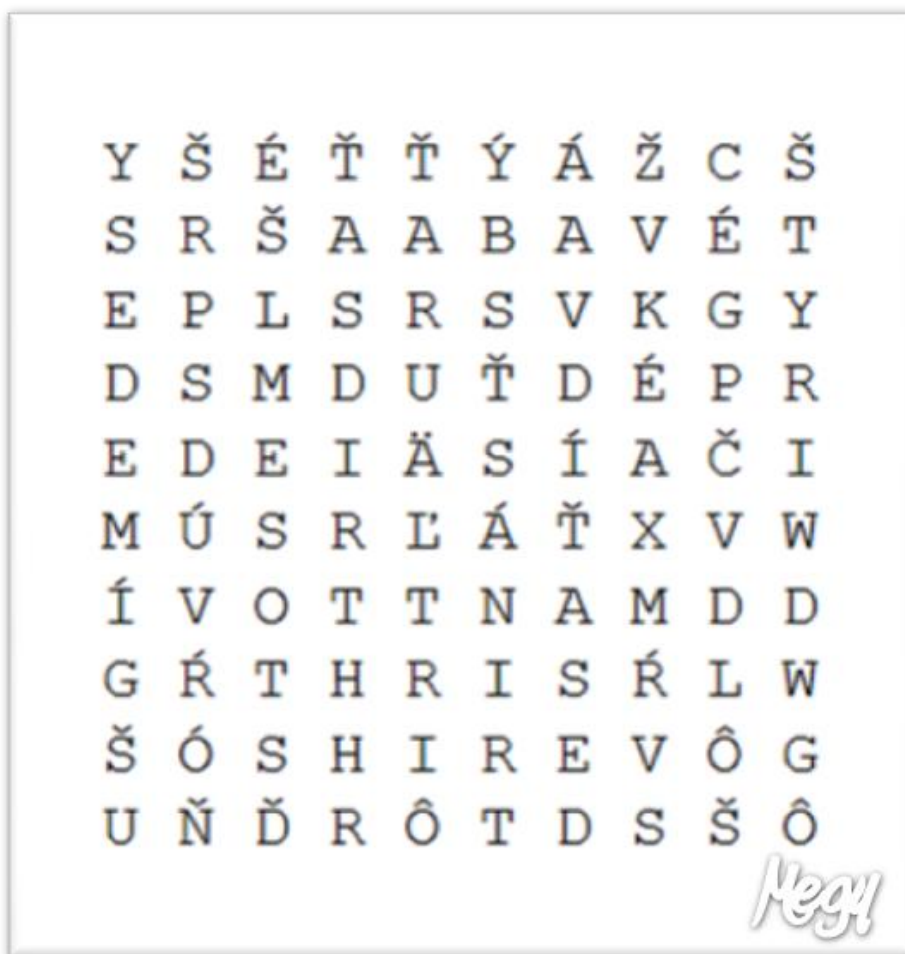 Y Š É Ť Ť Ý Á Ž C Š
S R Š A A B A V É T
E P L S R S V K G Y
D S M D U Ť D É P R
E D E I Ä S Í A Č I
M Ú S R Ľ Á Ť X V W
Í V O T T N A M D D
G Ŕ T H R I S Ŕ L W
Š Ó S H I R E V Ô G
U Ň Ď R Ô T D S Š Ô
Megy